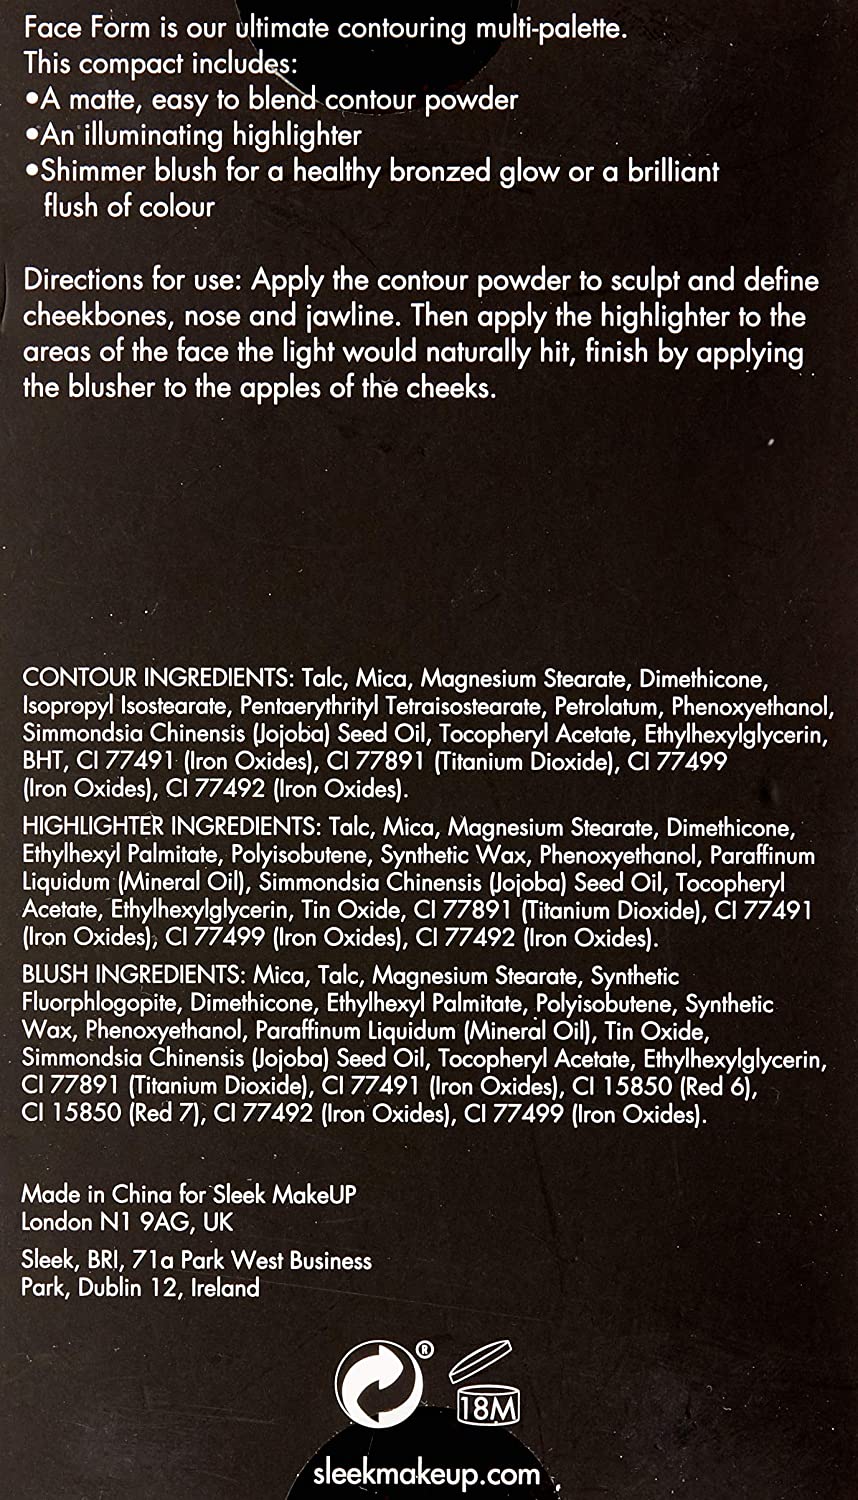 Face Form is our ultimate contouring multi-palette.
This compact includes:
•A matte, easy to blend contour powder
•An illuminating highlighter
•Shimmer blush for a healthy bronzed glow or a brilliant
flush of colour
Directions for use: Apply the contour powder to sculpt and define
cheekbones, nose and jawline. Then apply the highlighter to the
areas of the face the light would naturally hit, finish by applying
the blusher to the apples of the cheeks.
CONTOUR INGREDIENTS: Talc, Mica, Magnesium Stearate, Dimethicone,
Isopropyl Isostearate, Pentaerythrityl Tetraisostearate, Petrolatum, Phenoxyethanol,
Simmondsia Chinensis (Jojoba) Seed Oil, Tocopheryl Acetate, Ethylhexylglycerin,
BHT, CI 77491 (Iron Oxides), CI 77891 (Titanium Dioxide), CI 77499
(Iron Oxides), CI 77492 (Iron Oxides).
HIGHLIGHTER INGREDIENTS: Talc, Mica, Magnesium Stearate, Dimethicone,
Ethylhexyl Palmitate, Polyisobutene, Synthetic Wax, Phenoxyethanol, Paraffinum
Liquidum (Mineral Oil), Simmondsia Chinensis (Jojoba) Seed Oil, Tocopheryl
Acetate, Ethylhexylglycerin, Tin Oxide, CI 77891 (Titanium Dioxide), CI 77491
(Iron Oxides), CI 77499 (Iron Oxides), CI 77492 (Iron Oxides).
BLUSH INGREDIENTS: Mica, Talc, Magnesium Stearate, Synthetic
Fluorphlogopite, Dimethicone, Ethylhexyl Palmitate, Polyisobutene, Synthetic
Wax, Phenoxyethanol, Paraffinum Liquidum (Mineral Oil), Tin Oxide,
Simmondsia Chinensis (Jojoba) Seed Oil, Tocopheryl Acetate, Ethylhexylglycerin,
CI 77891 (Titanium Dioxide), CI 77491 (Iron Oxides), CI 15850 (Red 6),
CI 15850 (Red 7), CI 77492 (Iron Oxides), CI 77499 (Iron Oxides).
Made in China for Sleek MakeUP
London N1 9AG, UK
Sleek, BRI, 71a Park West Business
Park, Dublin 12, Ireland
®
18M
sleekmakeup.com